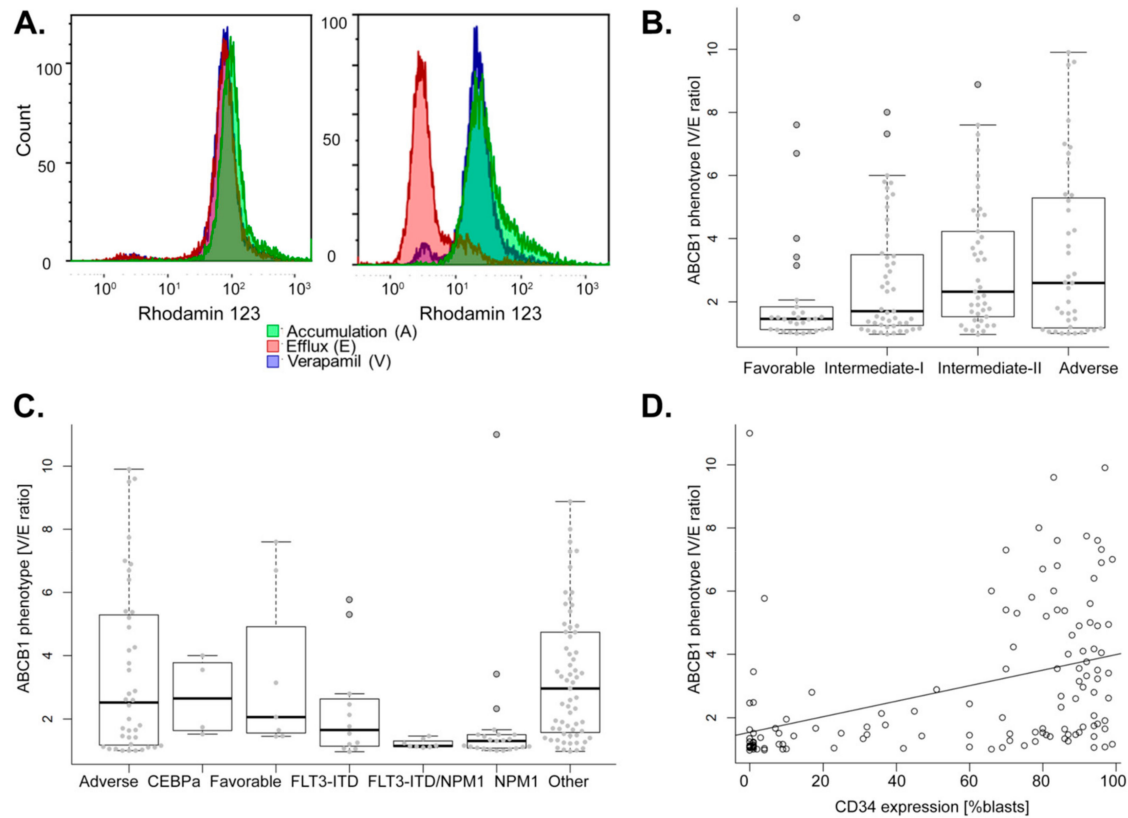 A.
100
50
0
Count
10⁰ 10¹ 10² 10³
Rhodamin 123
100
50
0
10⁰ 10¹ 10² 10³
Rhodamin 123
Accumulation (A)
Efflux (E)
Verapamil (V)
B.
ABCB1 phenotype [V/E ratio]
10
8
6
4
2
Favorable Intermediate-I Intermediate-II Adverse
C.
ABCB1 phenotype [V/E ratio]
10
8
6
4
2
Adverse CEBPa Favorable FLT3-ITD FLT3-ITD/NPM1 NPM1 Other
D.
ABCB1 phenotype [V/E ratio]
10
8
6
4
2
0 20 40 60 80 100
CD34 expression [%blasts]